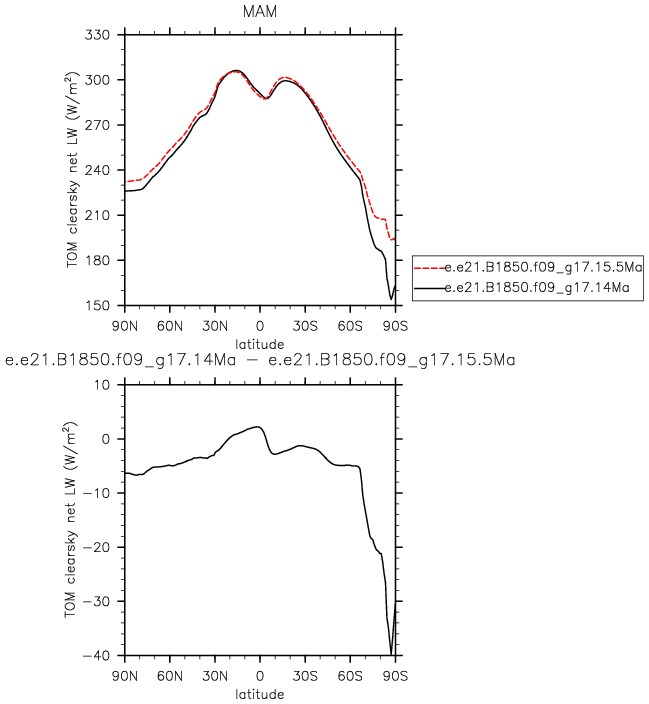 MAM
TOM clearsky net LW (W/m²)
330
300
270
240
210
180
150
90N 60N 30N 0 30S 60S 90S
latitude
e.e21.B1850.f09_g17.15.5Ma
e.e21.B1850.f09_g17.14Ma
e.e21.B1850.f09_g17.14Ma − e.e21.B1850.f09_g17.15.5Ma
TOM clearsky net LW (W/m²)
10
0
−10
−20
−30
−40
90N 60N 30N 0 30S 60S 90S
latitude